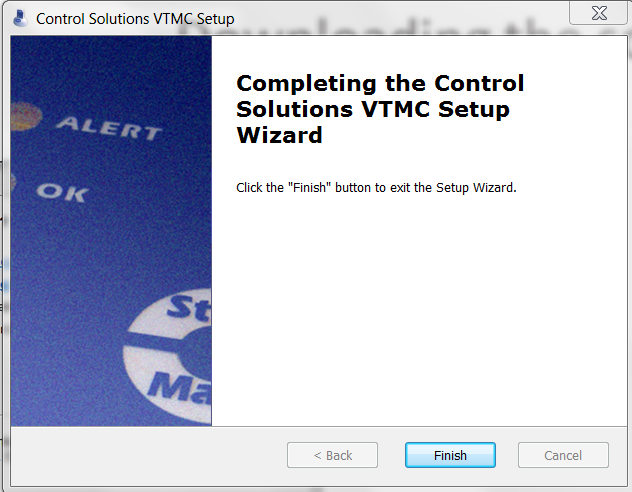 Control Solutions VTMC Setup
Completing the Control
Solutions VTMC Setup
Wizard
Click the "Finish" button to exit the Setup Wizard.
ALERT
OK
< Back
Finish
Cancel